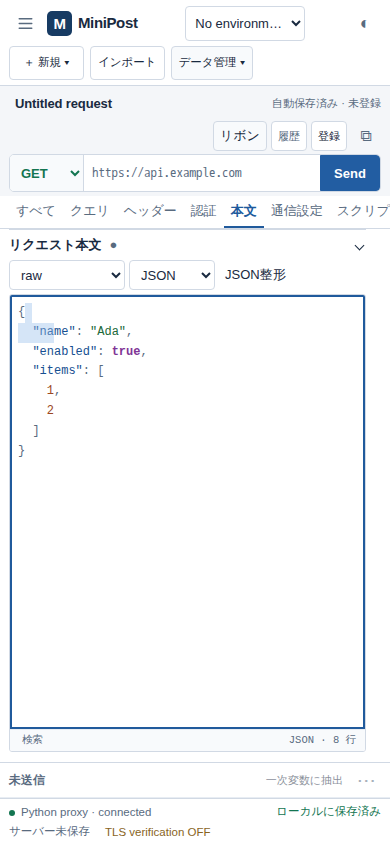 M MiniPost No environm…
＋ 新規 ▾ インポート データ管理 ▾
Untitled request 自動保存済み · 未登録
リボン 履歴 登録
GET https://api.example.com Send
すべて クエリ ヘッダー 認証 本文 通信設定 スクリプ
リクエスト本文 ●
raw JSON JSON整形
{
  "name": "Ada",
  "enabled": true,
  "items": [
    1,
    2
  ]
}
検索 JSON · 8 行
未送信 一次変数に抽出 ···
Python proxy · connected ローカルに保存済み
サーバー未保存 TLS verification OFF